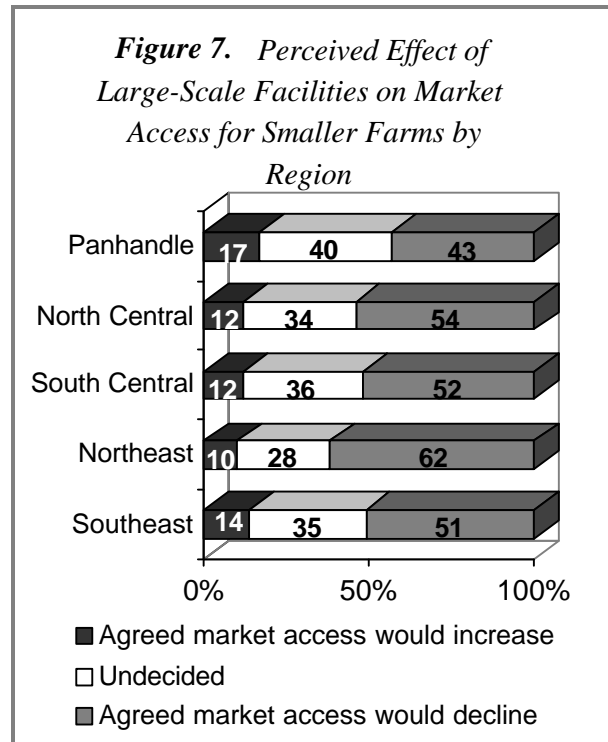 Figure 7. Perceived Effect of
Large-Scale Facilities on Market
Access for Smaller Farms by
Region
Panhandle 17 40 43
North Central 12 34 54
South Central 12 36 52
Northeast 10 28 62
Southeast 14 35 51
0% 50% 100%
Agreed market access would increase
Undecided
Agreed market access would decline